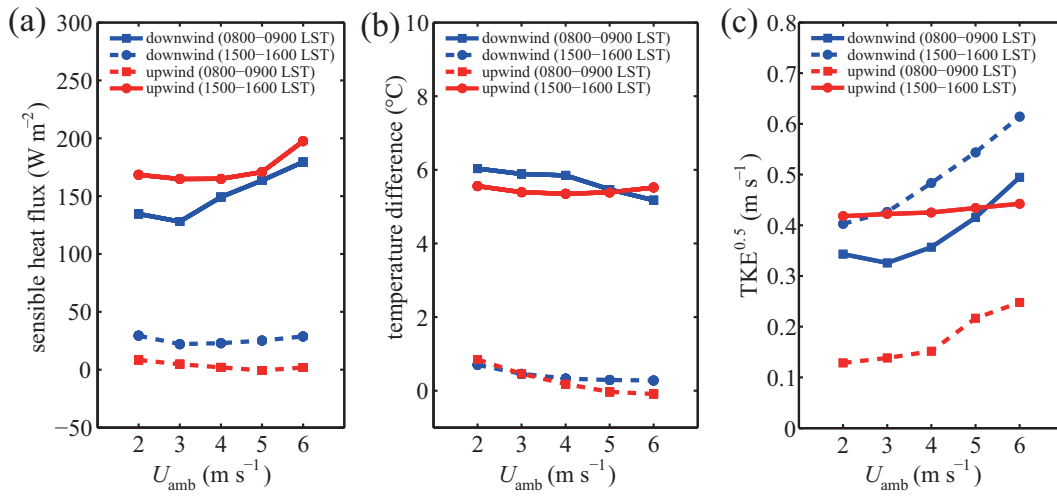 (a)
300
250
200
150
100
50
0
−50
sensible heat flux (W m⁻²)
downwind (0800−0900 LST)
downwind (1500−1600 LST)
upwind (0800−0900 LST)
upwind (1500−1600 LST)
2 3 4 5 6
U_amb (m s⁻¹)
(b)
10
8
6
4
2
0
temperature difference (°C)
downwind (0800−0900 LST)
downwind (1500−1600 LST)
upwind (0800−0900 LST)
upwind (1500−1600 LST)
2 3 4 5 6
U_amb (m s⁻¹)
(c)
0.8
0.7
0.6
0.5
0.4
0.3
0.2
0.1
0
TKE⁰·⁵ (m s⁻¹)
downwind (0800−0900 LST)
downwind (1500−1600 LST)
upwind (0800−0900 LST)
upwind (1500−1600 LST)
2 3 4 5 6
U_amb (m s⁻¹)